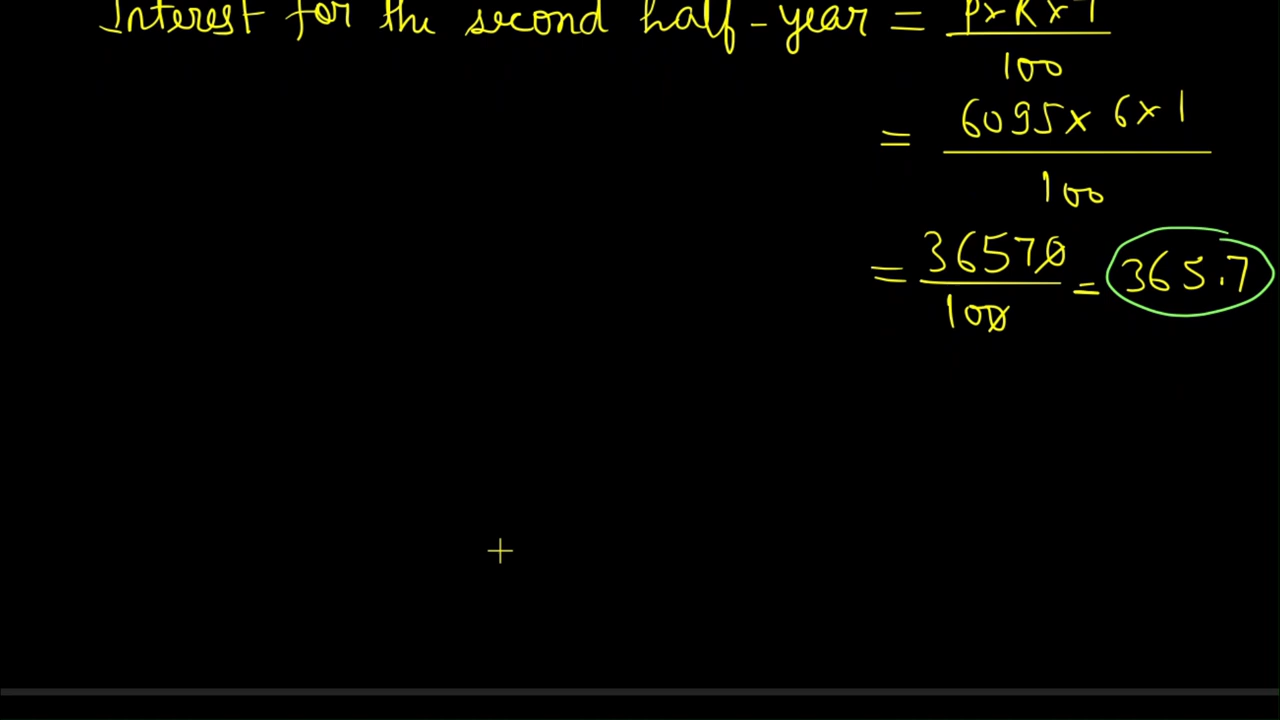 Interest for the second half-year = P×R×T
100
= 6095× 6×1
100
= 36570
100 = 365.7